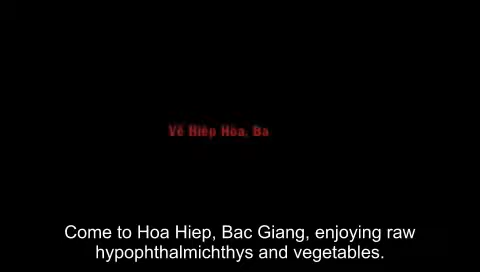 Về Hiệp Hòa, Ba
Come to Hoa Hiep, Bac Giang, enjoying raw
hypophthalmichthys and vegetables.